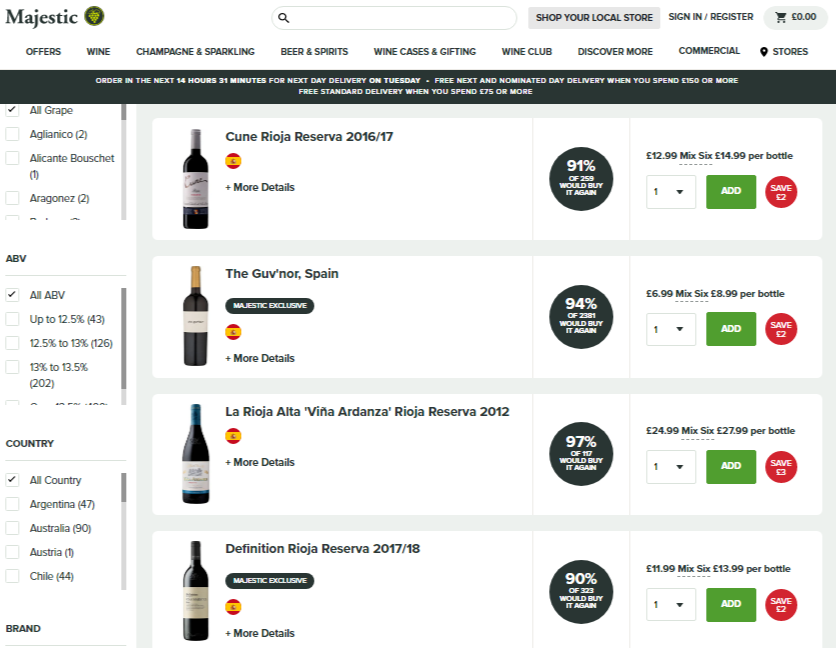 Majestic
SHOP YOUR LOCAL STORE
SIGN IN / REGISTER
£0.00
OFFERS
WINE
CHAMPAGNE & SPARKLING
BEER & SPIRITS
WINE CASES & GIFTING
WINE CLUB
DISCOVER MORE
COMMERCIAL
STORES
ORDER IN THE NEXT 14 HOURS 31 MINUTES FOR NEXT DAY DELIVERY ON TUESDAY • FREE NEXT AND NOMINATED DAY DELIVERY WHEN YOU SPEND £150 OR MORE
FREE STANDARD DELIVERY WHEN YOU SPEND £75 OR MORE
All Grape
Aglianico (2)
Alicante Bouschet
(1)
Aragonez (2)
ABV
All ABV
Up to 12.5% (43)
12.5% to 13% (126)
13% to 13.5%
(202)
COUNTRY
All Country
Argentina (47)
Australia (90)
Austria (1)
Chile (44)
BRAND
Cune Rioja Reserva 2016/17
+ More Details
91%
OF 259
WOULD BUY
IT AGAIN
£12.99 Mix Six £14.99 per bottle
1
ADD
SAVE
£2
The Guv'nor, Spain
MAJESTIC EXCLUSIVE
+ More Details
94%
OF 2381
WOULD BUY
IT AGAIN
£6.99 Mix Six £8.99 per bottle
1
ADD
SAVE
£2
La Rioja Alta 'Viña Ardanza' Rioja Reserva 2012
+ More Details
97%
OF 117
WOULD BUY
IT AGAIN
£24.99 Mix Six £27.99 per bottle
1
ADD
SAVE
£3
Definition Rioja Reserva 2017/18
MAJESTIC EXCLUSIVE
+ More Details
90%
OF 323
WOULD BUY
IT AGAIN
£11.99 Mix Six £13.99 per bottle
1
ADD
SAVE
£2